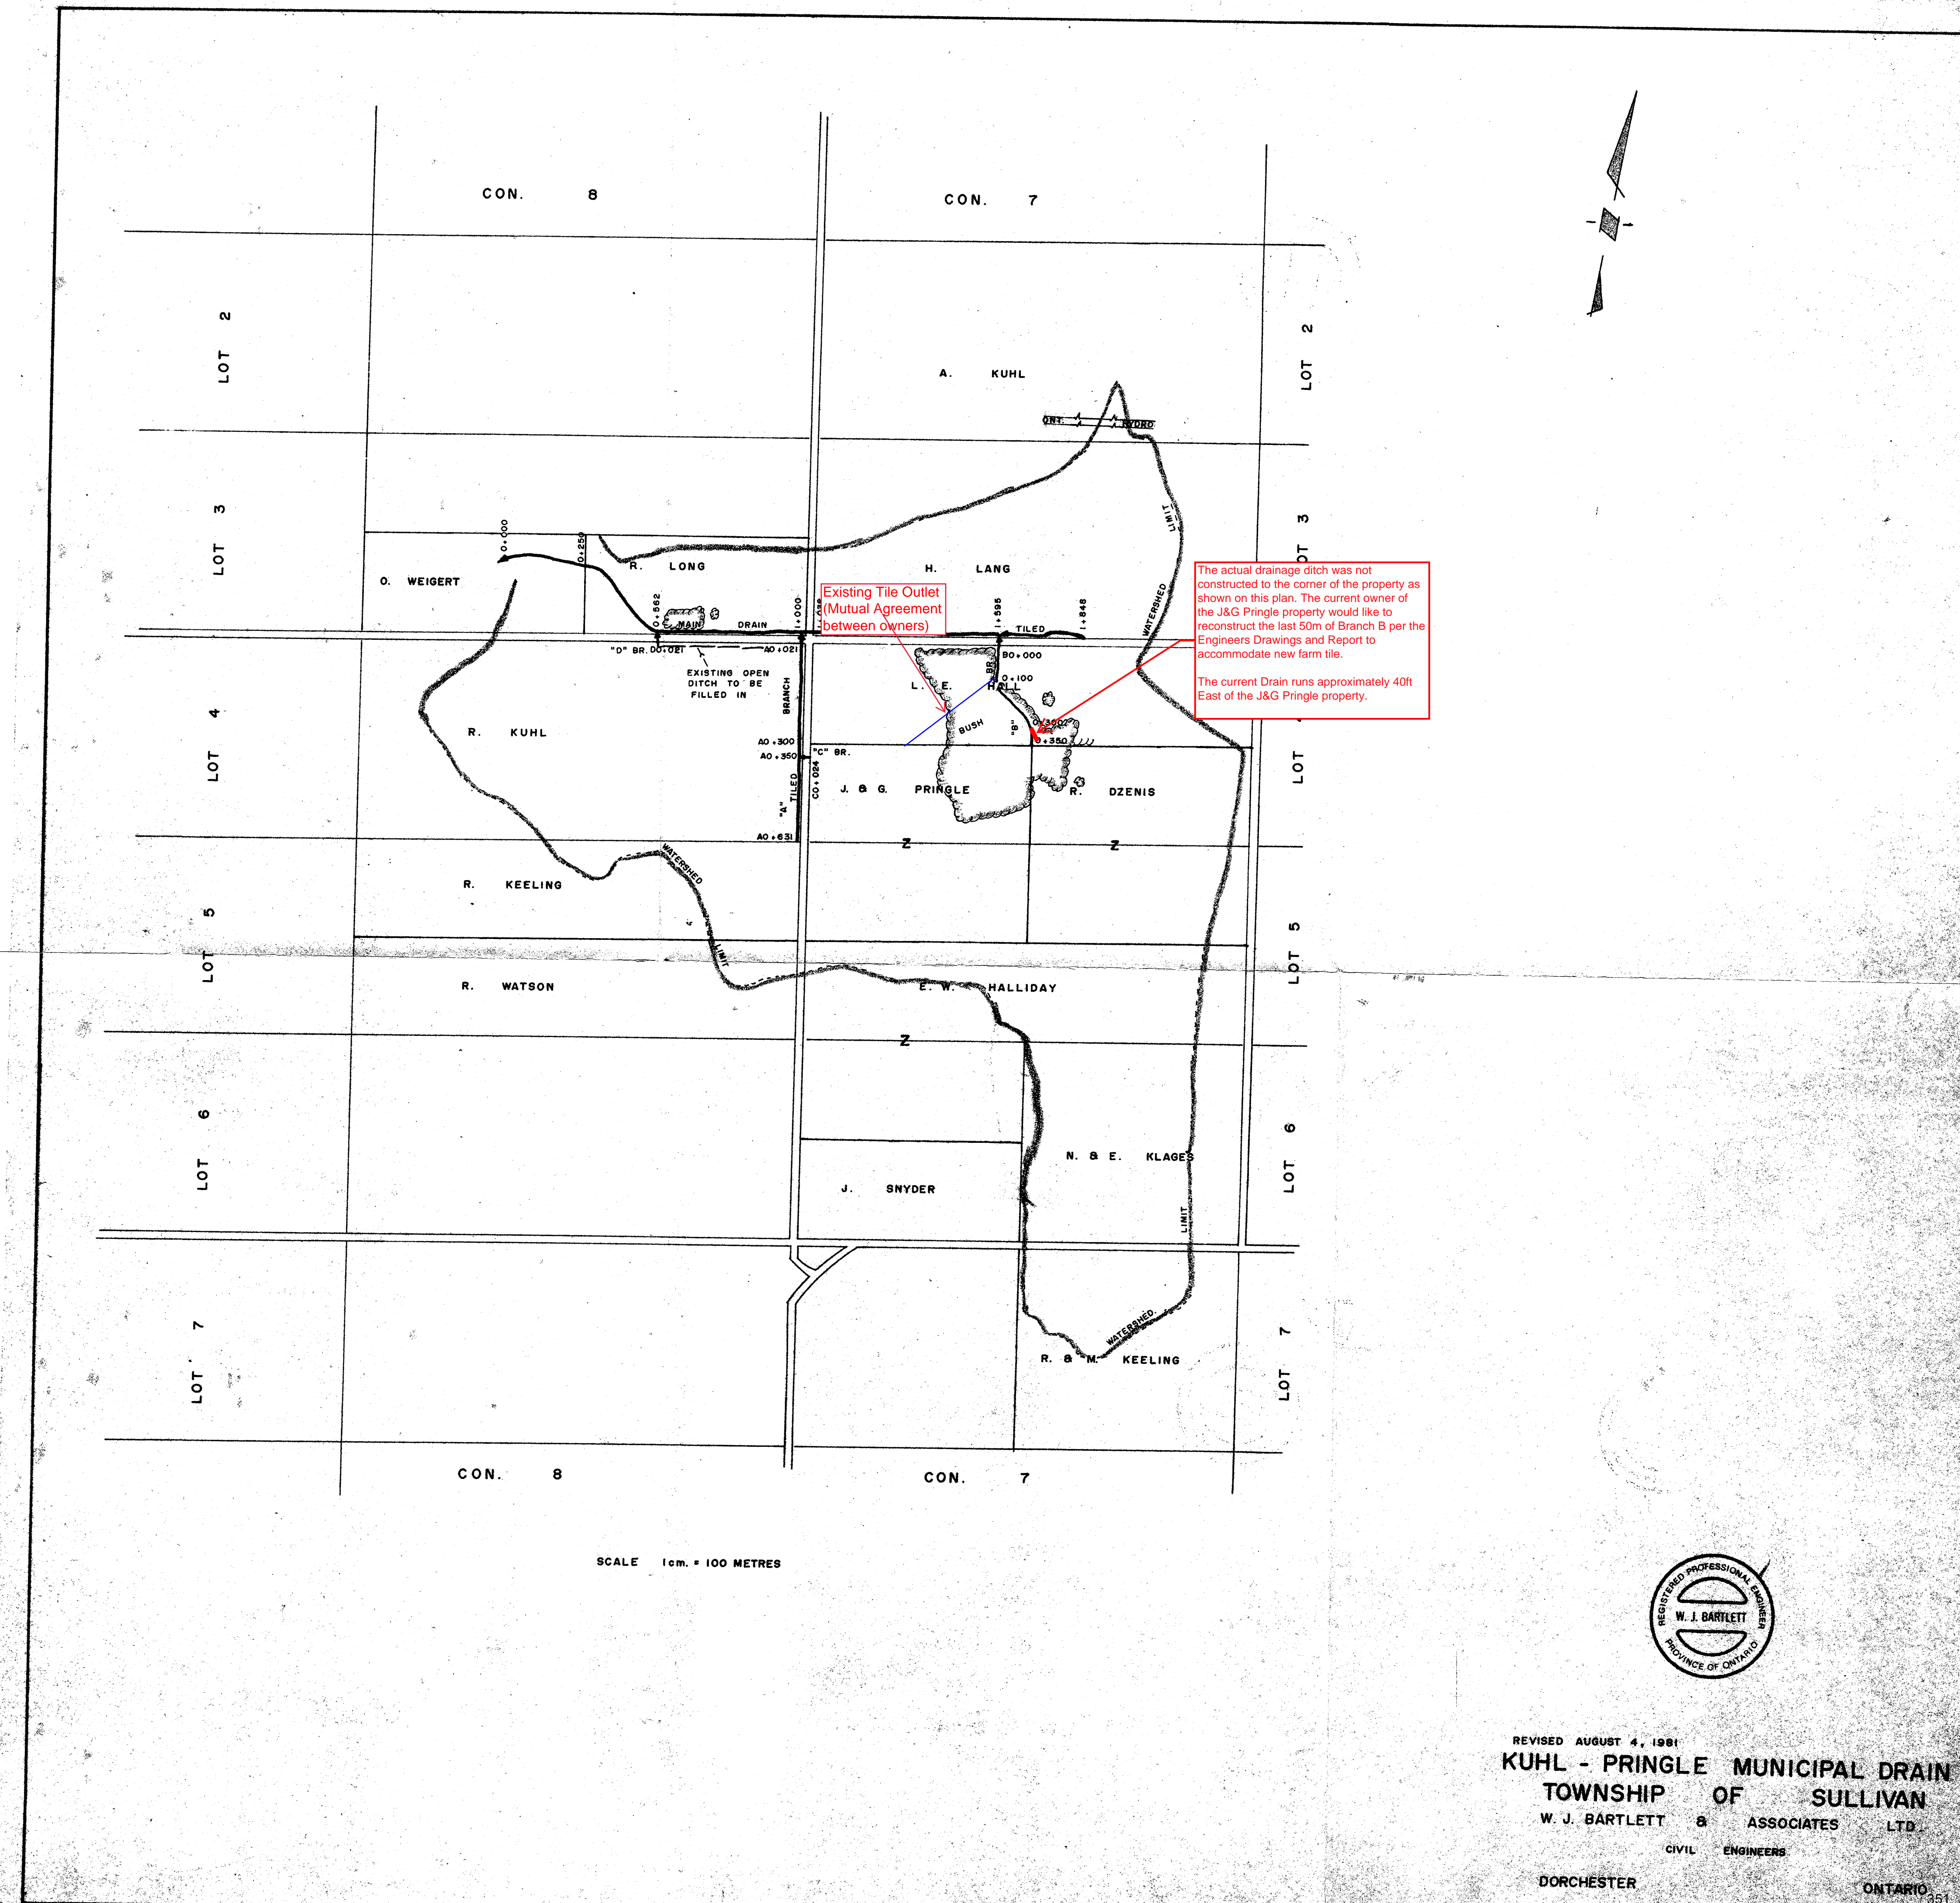 CON. 8
CON. 7
LOT 2
LOT 2
A. KUHL
ONT. HYDRO
LOT 3
LIMIT
WATERSHED
0+000
0+250
R. LONG
H. LANG
O. WEIGERT
0+562
MAIN DRAIN
1+000
1+595
TILED
1+848
Existing Tile Outlet
(Mutual Agreement
between owners)
The actual drainage ditch was not
constructed to the corner of the property as
shown on this plan. The current owner of
the J&G Pringle property would like to
reconstruct the last 50m of Branch B per the
Engineers Drawings and Report to
accommodate new farm tile.
The current Drain runs approximately 40ft
East of the J&G Pringle property.
3
"D" BR. D0+021
A0+021
EXISTING OPEN
DITCH TO BE
FILLED IN
BRANCH
BR.
B0+000
0+100
L. E. HALL
BUSH
"B"
0+300
0+350
LOT 4
LOT
R. KUHL
A0+300
A0+350
"C" BR.
C0+024
TILED
"A"
A0+631
J. & G. PRINGLE
R. DZENIS
Z
Z
WATERSHED
R. KEELING
LOT 5
LOT 5
LIMIT
R. WATSON
E. W. HALLIDAY
Z
LOT 6
LOT 6
N. & E. KLAGES
J. SNYDER
LIMIT
LOT 7
LOT 7
WATERSHED
R. & M. KEELING
CON. 8
CON. 7
SCALE 1cm. = 100 METRES
REGISTERED PROFESSIONAL ENGINEER
W. J. BARTLETT
PROVINCE OF ONTARIO
REVISED AUGUST 4, 1981
KUHL - PRINGLE MUNICIPAL DRAIN
TOWNSHIP OF SULLIVAN
W. J. BARTLETT & ASSOCIATES LTD.
CIVIL ENGINEERS
DORCHESTER ONTARIO
351